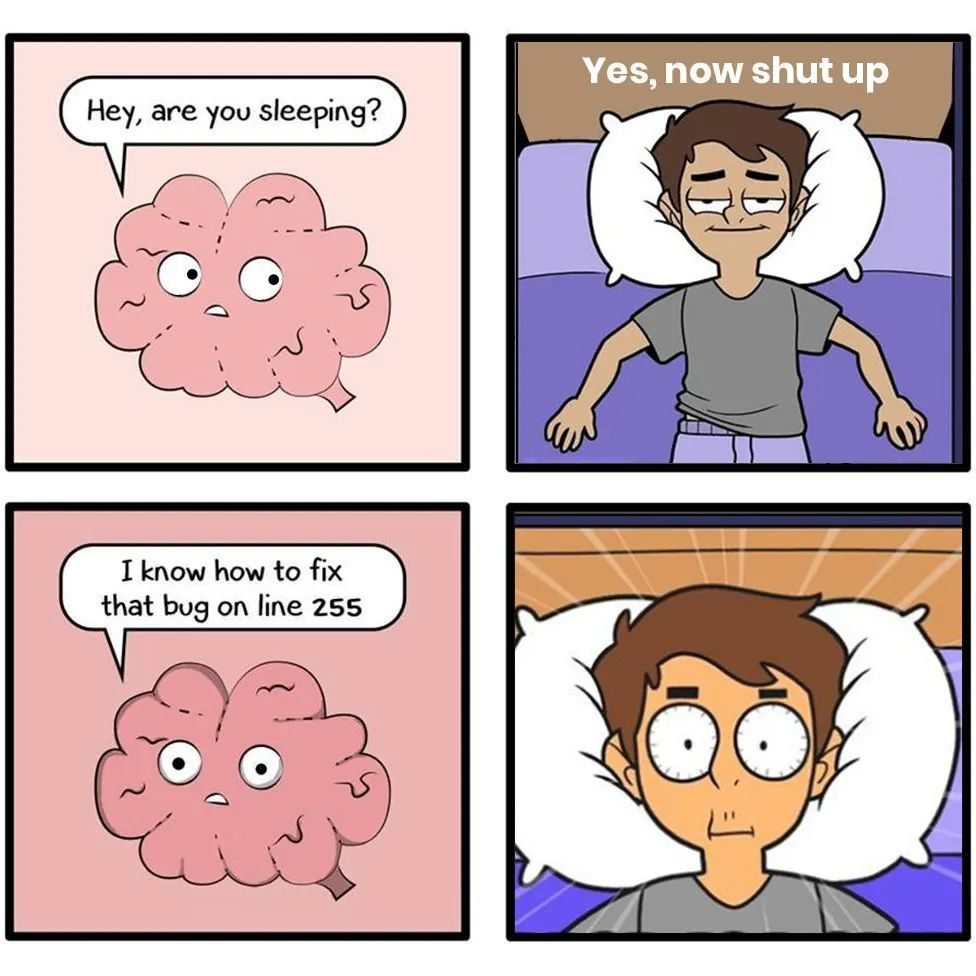 Hey, are you sleeping?
Yes, now shut up
I know how to fix
that bug on line 255